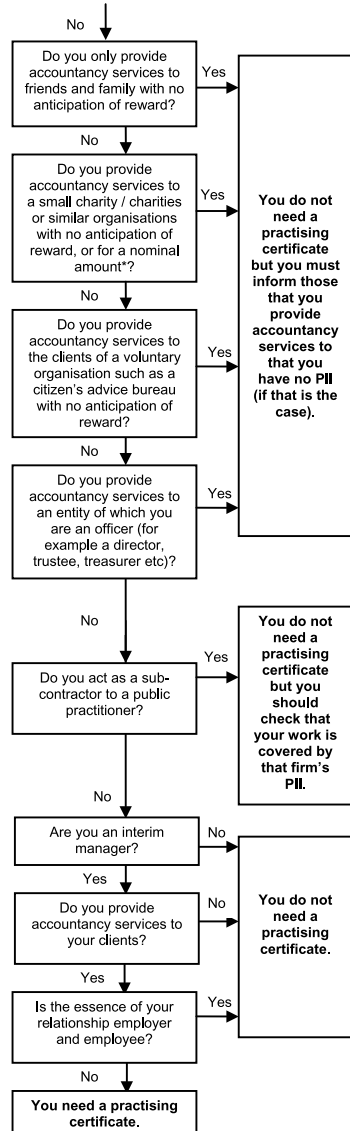 No
Do you only provide
accountancy services to
friends and family with no
anticipation of reward?
Yes
No
Do you provide
accountancy services to
a small charity / charities
or similar organisations
with no anticipation of
reward, or for a nominal
amount*?
Yes
You do not
need a
practising
certificate
but you must
inform those
that you
provide
accountancy
services to
that you
have no PII
(if that is the
case).
No
Do you provide
accountancy services to
the clients of a voluntary
organisation such as a
citizen's advice bureau
with no anticipation of
reward?
Yes
No
Do you provide
accountancy services to
an entity of which you
are an officer (for
example a director,
trustee, treasurer etc)?
Yes
No
Do you act as a sub-
contractor to a public
practitioner?
Yes
You do not
need a
practising
certificate
but you
should
check that
your work is
covered by
that firm's
PII.
No
Are you an interim
manager?
No
Yes
Do you provide
accountancy services to
your clients?
No
You do not
need a
practising
certificate.
Yes
Is the essence of your
relationship employer
and employee?
Yes
No
You need a practising
certificate.